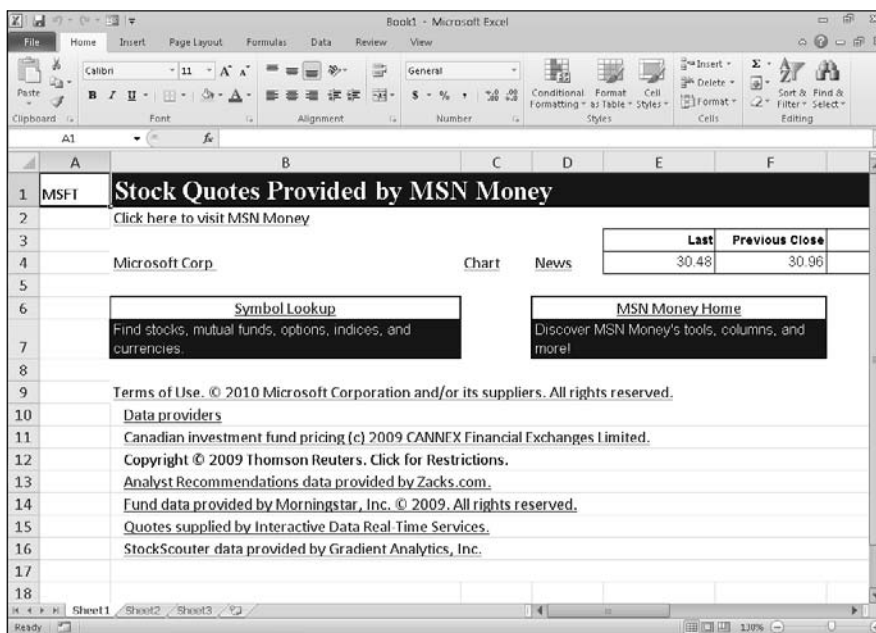 Book1 - Microsoft Excel
File Home Insert Page Layout Formulas Data Review View
Paste
Calibri 11
General
Conditional Formatting
Format as Table
Cell Styles
Insert
Delete
Format
Sort & Filter
Find & Select
Clipboard Font Alignment Number Styles Cells Editing
A1 fx
A B C D E F
1 MSFT Stock Quotes Provided by MSN Money
2 Click here to visit MSN Money
3 Last Previous Close
4 Microsoft Corp Chart News 30.48 30.96
5
6 Symbol Lookup MSN Money Home
Find stocks, mutual funds, options, indices, and Discover MSN Money's tools, columns, and
7 currencies. more!
8
9 Terms of Use. © 2010 Microsoft Corporation and/or its suppliers. All rights reserved.
10 Data providers
11 Canadian investment fund pricing (c) 2009 CANNEX Financial Exchanges Limited.
12 Copyright © 2009 Thomson Reuters. Click for Restrictions.
13 Analyst Recommendations data provided by Zacks.com.
14 Fund data provided by Morningstar, Inc. © 2009. All rights reserved.
15 Quotes supplied by Interactive Data Real-Time Services.
16 StockScouter data provided by Gradient Analytics, Inc.
17
18
Sheet1 Sheet2 Sheet3
Ready 130%